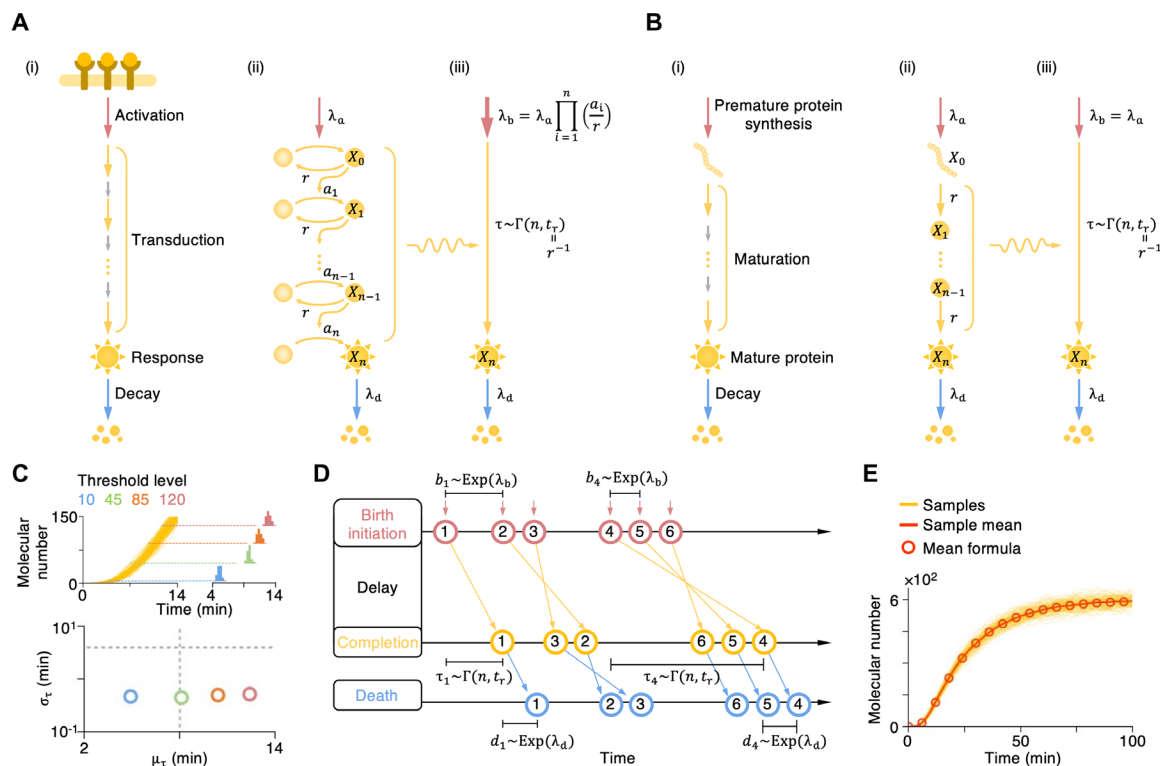 A
(i)
Activation
Transduction
Response
Decay
(ii)
λa
X0
r
a1
X1
r
an−1
Xn−1
r
an
Xn
λd
(iii)
λb = λa ∏ n i = 1 (ai/r)
τ~Γ(n, tr)
=
r−1
Xn
B
(i)
Premature protein
synthesis
Maturation
Mature protein
Decay
(ii)
λa
X0
r
X1
Xn−1
r
Xn
λd
(iii)
λb = λa
τ~Γ(n, tr)
=
r−1
Xn
C
Threshold level
10 45 85 120
Molecular
number
150
0
0 14 4 14
Time (min)
στ (min)
10¹
10⁻¹
2 14
μτ (min)
D
b1~Exp(λb) b4~Exp(λb)
Birth
initiation
1 2 3 4 5 6
Delay
Completion
1 3 2 6 5 4
τ1~Γ(n, tr) τ4~Γ(n, tr)
Death
1 2 3 6 5 4
d1~Exp(λd) d4~Exp(λd)
Time
E
Samples
Sample mean
Mean formula
×10²
Molecular number
6
0
0 50 100
Time (min)